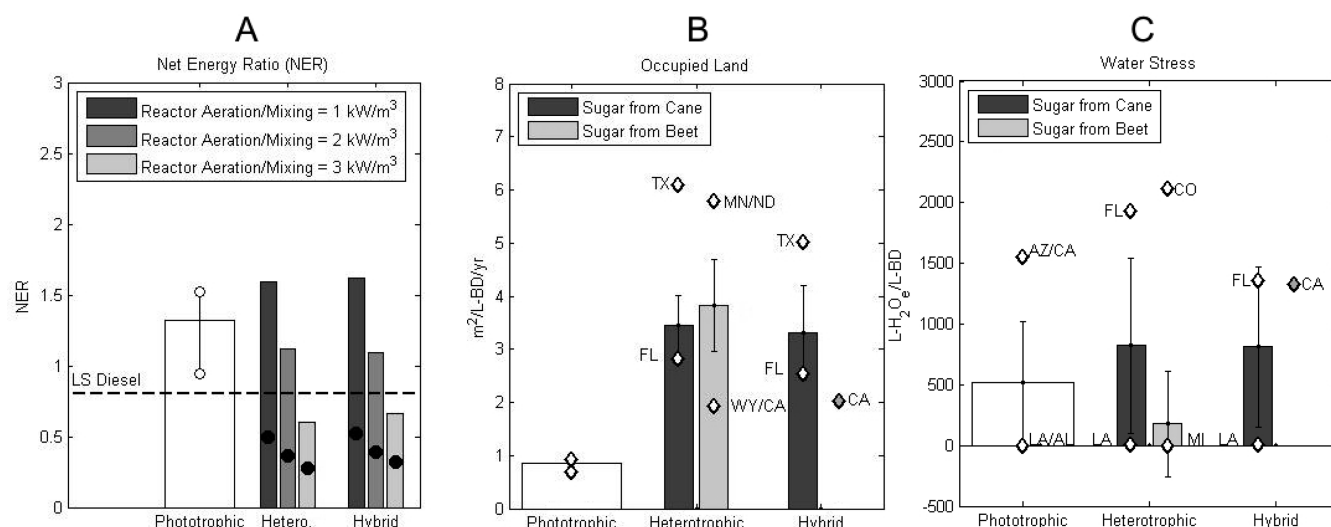 A
Net Energy Ratio (NER)
3
2.5
2
1.5
1
0.5
0
NER
Reactor Aeration/Mixing = 1 kW/m³
Reactor Aeration/Mixing = 2 kW/m³
Reactor Aeration/Mixing = 3 kW/m³
LS Diesel
Phototrophic Hetero. Hybrid
B
Occupied Land
8
7
6
5
4
3
2
1
0
m²/L-BD/yr
Sugar from Cane
Sugar from Beet
TX
MN/ND
TX
FL
FL
WY/CA
CA
Phototrophic Heterotrophic Hybrid
C
Water Stress
3000
2500
2000
1500
1000
500
0
-500
L-H₂Oₑ/L-BD
Sugar from Cane
Sugar from Beet
CO
FL
AZ/CA
FL
CA
LA/AL LA MI LA
Phototrophic Heterotrophic Hybrid